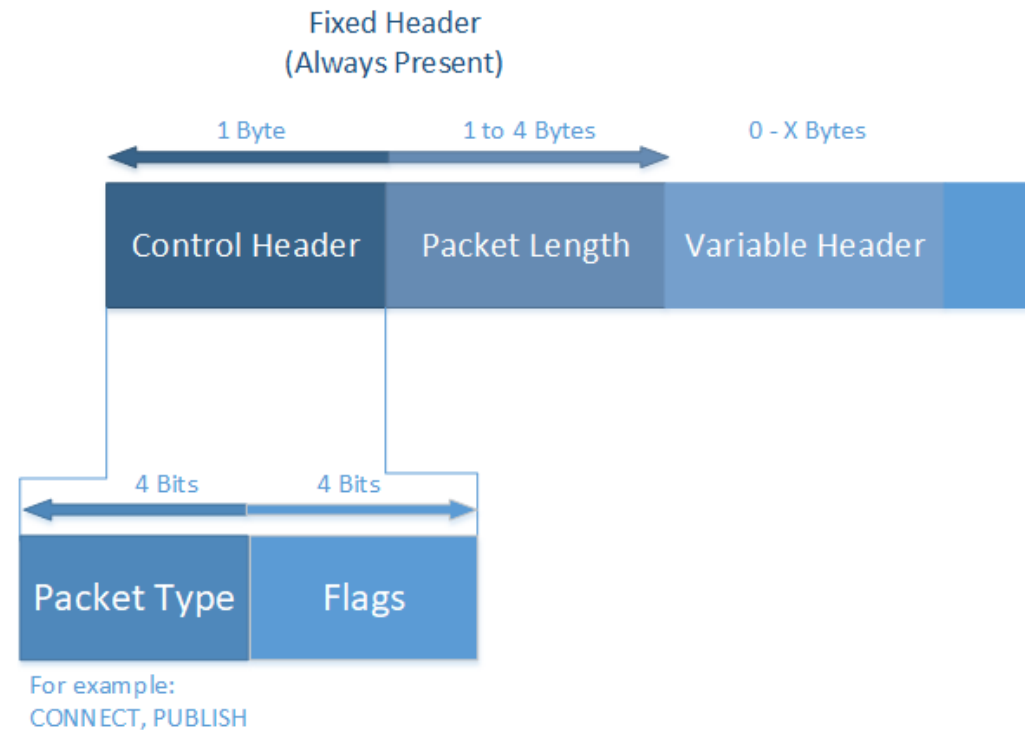 Fixed Header
(Always Present)
1 Byte
1 to 4 Bytes
0 - X Bytes
Control Header
Packet Length
Variable Header
4 Bits
4 Bits
Packet Type
Flags
For example:
CONNECT, PUBLISH